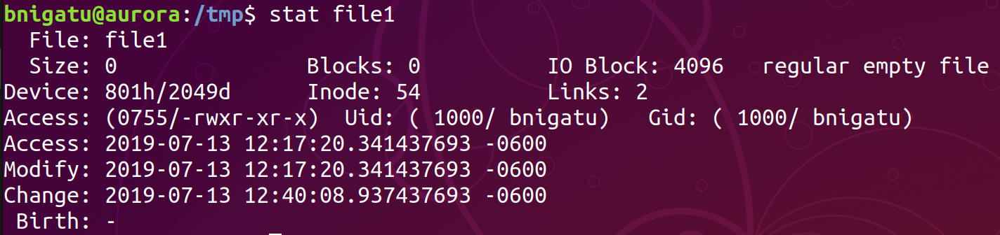 bnigatu@aurora:/tmp$ stat file1
  File: file1
  Size: 0               Blocks: 0          IO Block: 4096   regular empty file
Device: 801h/2049d      Inode: 54          Links: 2
Access: (0755/-rwxr-xr-x)  Uid: ( 1000/ bnigatu)   Gid: ( 1000/ bnigatu)
Access: 2019-07-13 12:17:20.341437693 -0600
Modify: 2019-07-13 12:17:20.341437693 -0600
Change: 2019-07-13 12:40:08.937437693 -0600
 Birth: -